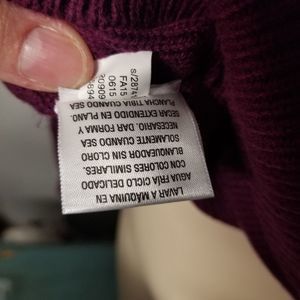 LAVAR A MÁQUINA EN
AGUA FRÍA CICLO DELICADO
CON COLORES SIMILARES.
BLANQUEADOR SIN CLORO
SOLAMENTE CUANDO SEA
NECESARIO. DAR FORMA Y
SECAR EXTENDIDO EN PLANO.
PLANCHA TIBIA CUANDO SEA
0615
FA15